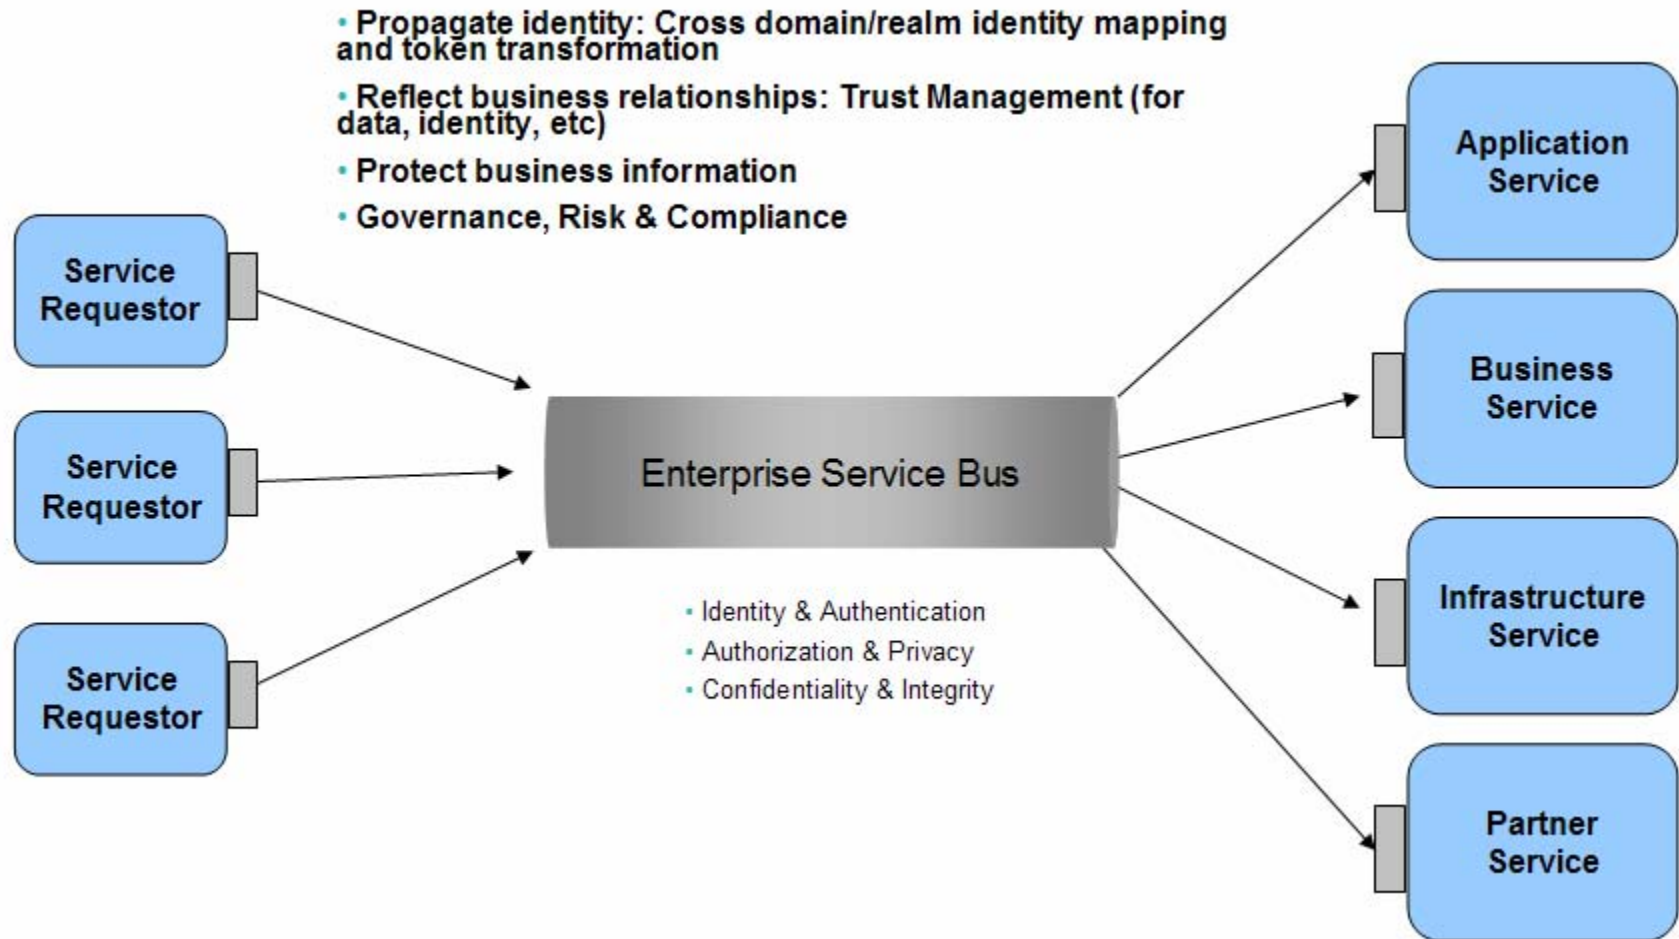 • Propagate identity: Cross domain/realm identity mapping
and token transformation
• Reflect business relationships: Trust Management (for
data, identity, etc)
• Protect business information
• Governance, Risk & Compliance
Service
Requestor
Service
Requestor
Service
Requestor
Enterprise Service Bus
• Identity & Authentication
• Authorization & Privacy
• Confidentiality & Integrity
Application
Service
Business
Service
Infrastructure
Service
Partner
Service